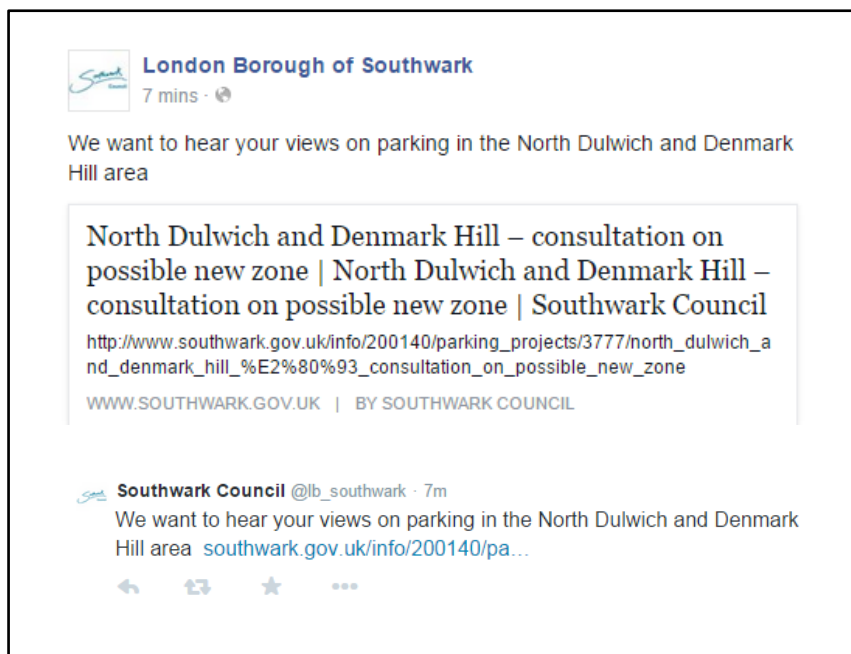 Southwark
Council
London Borough of Southwark
7 mins ·
We want to hear your views on parking in the North Dulwich and Denmark
Hill area
North Dulwich and Denmark Hill – consultation on
possible new zone | North Dulwich and Denmark Hill –
consultation on possible new zone | Southwark Council
http://www.southwark.gov.uk/info/200140/parking_projects/3777/north_dulwich_a
nd_denmark_hill_%E2%80%93_consultation_on_possible_new_zone
WWW.SOUTHWARK.GOV.UK | BY SOUTHWARK COUNCIL
Southwark Council @lb_southwark · 7m
We want to hear your views on parking in the North Dulwich and Denmark
Hill area southwark.gov.uk/info/200140/pa…